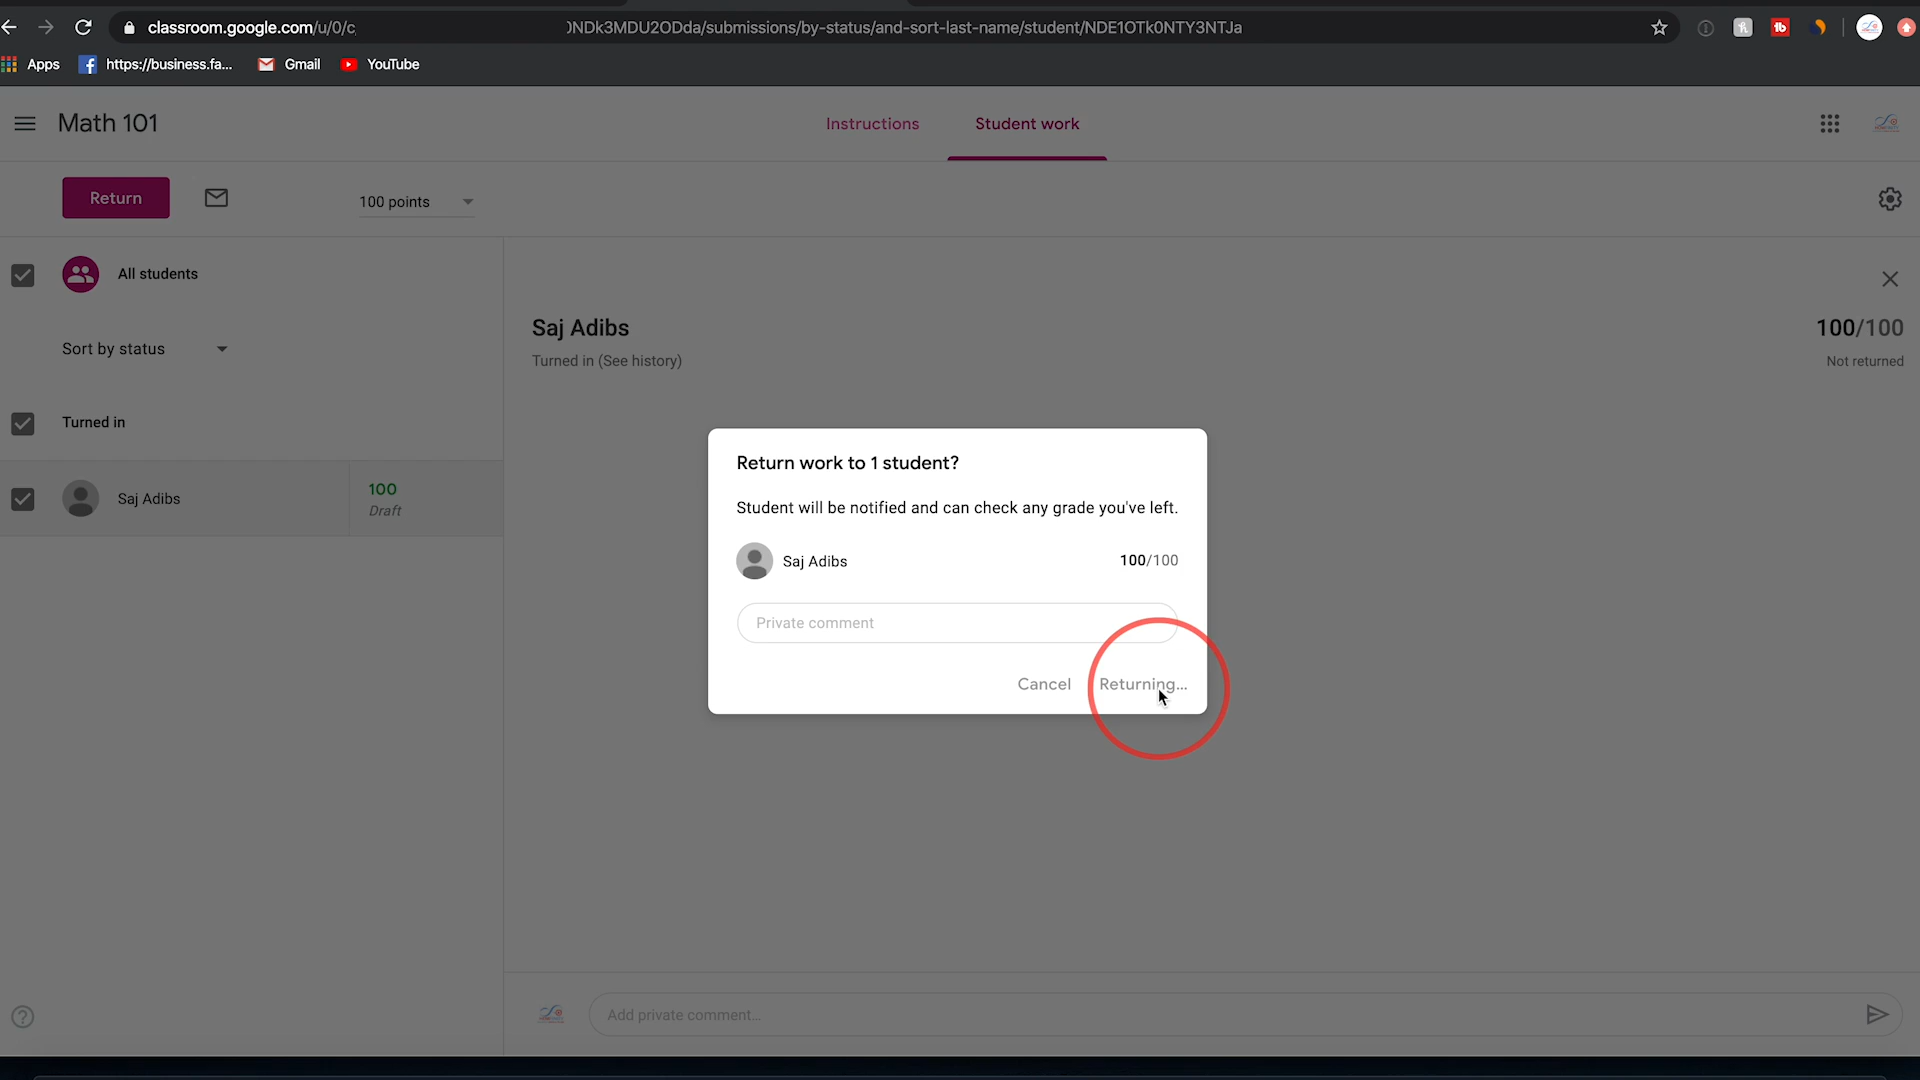 classroom.google.com/u/0/c
NDk3MDU2ODda/submissions/by-status/and-sort-last-name/student/NDE1OTk0NTY3NTJa
Apps
https://business.fa...
Gmail
YouTube
Math 101
Instructions
Student work
Return
100 points
All students
Sort by status
Saj Adibs
100/100
Turned in (See history)
Not returned
Turned in
Saj Adibs
100
Draft
Return work to 1 student?
Student will be notified and can check any grade you've left.
Saj Adibs
100/100
Private comment
Cancel
Returning...
Add private comment...